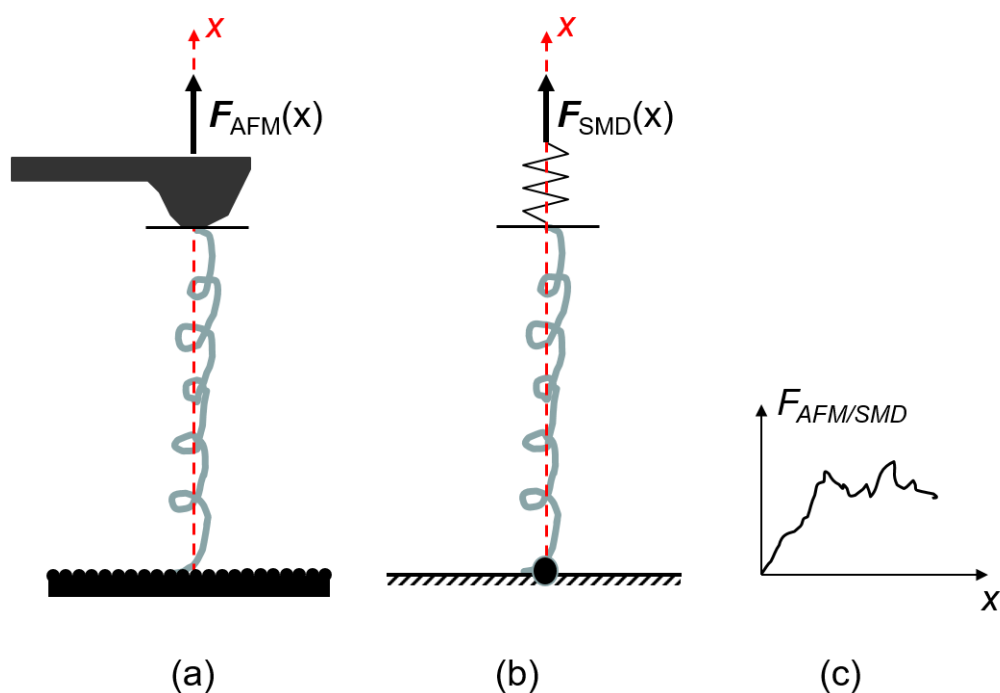 x
F_AFM(x)
x
F_SMD(x)
F_AFM/SMD
x
(a)
(b)
(c)